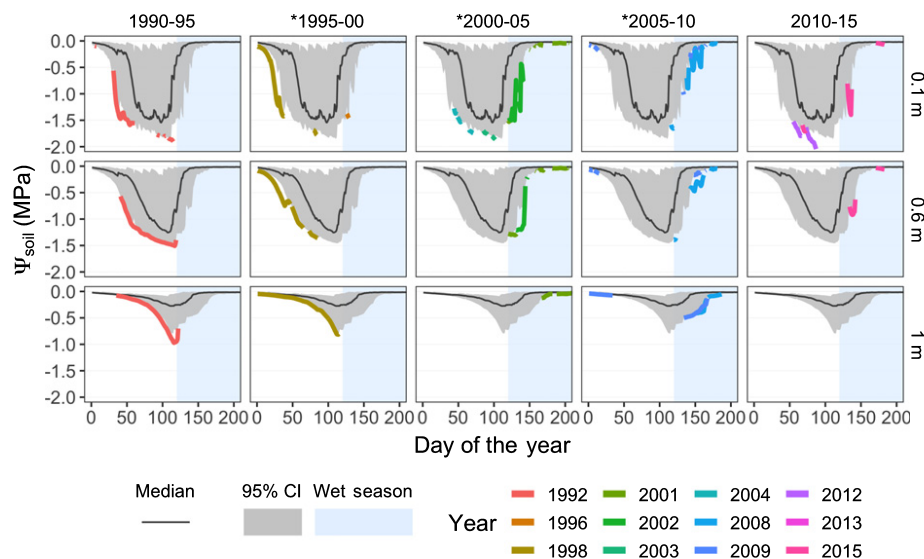 1990-95 *1995-00 *2000-05 *2005-10 2010-15
0.0
-0.5
-1.0
-1.5
-2.0
0.1 m
0.0
-0.5
-1.0
-1.5
-2.0
0.6 m
0.0
-0.5
-1.0
-1.5
-2.0
1 m
Ψsoil (MPa)
0 50 100 150 200 0 50 100 150 200 0 50 100 150 200 0 50 100 150 200 0 50 100 150 200
Day of the year
Median 95% CI Wet season
Year
1992 2001 2004 2012
1996 2002 2008 2013
1998 2003 2009 2015